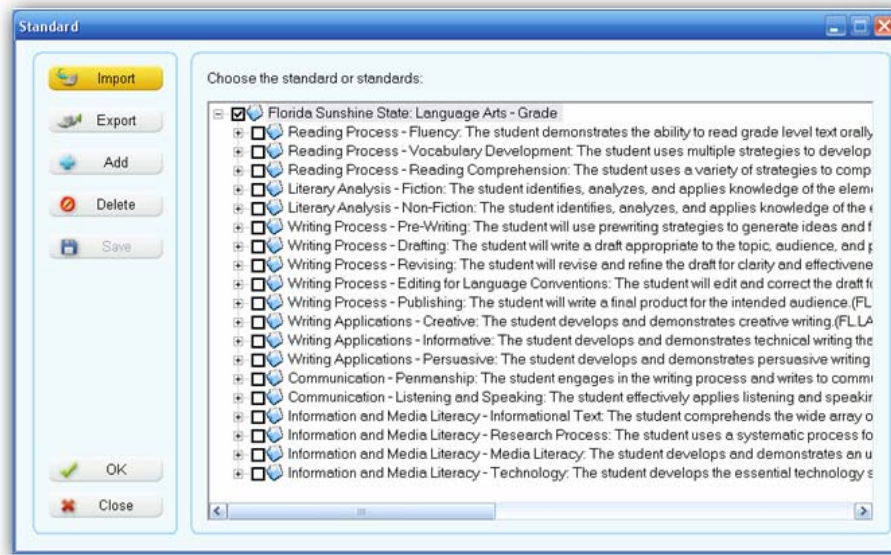 Standard
Import
Export
Add
Delete
Save
OK
Close
Choose the standard or standards:
Florida Sunshine State: Language Arts - Grade
Reading Process - Fluency: The student demonstrates the ability to read grade level text orally
Reading Process - Vocabulary Development: The student uses multiple strategies to develop
Reading Process - Reading Comprehension: The student uses a variety of strategies to comp
Literary Analysis - Fiction: The student identifies, analyzes, and applies knowledge of the elem
Literary Analysis - Non-Fiction: The student identifies, analyzes, and applies knowledge of the e
Writing Process - Pre-Writing: The student will use prewriting strategies to generate ideas and f
Writing Process - Drafting: The student will write a draft appropriate to the topic, audience, and p
Writing Process - Revising: The student will revise and refine the draft for clarity and effectivene
Writing Process - Editing for Language Conventions: The student will edit and correct the draft fo
Writing Process - Publishing: The student will write a final product for the intended audience.(FL
Writing Applications - Creative: The student develops and demonstrates creative writing.(FL.LA
Writing Applications - Informative: The student develops and demonstrates technical writing tha
Writing Applications - Persuasive: The student develops and demonstrates persuasive writing
Communication - Penmanship: The student engages in the writing process and writes to commu
Communication - Listening and Speaking: The student effectively applies listening and speakin
Information and Media Literacy - Informational Text: The student comprehends the wide array o
Information and Media Literacy - Research Process: The student uses a systematic process fo
Information and Media Literacy - Media Literacy: The student develops and demonstrates an u
Information and Media Literacy - Technology: The student develops the essential technology s